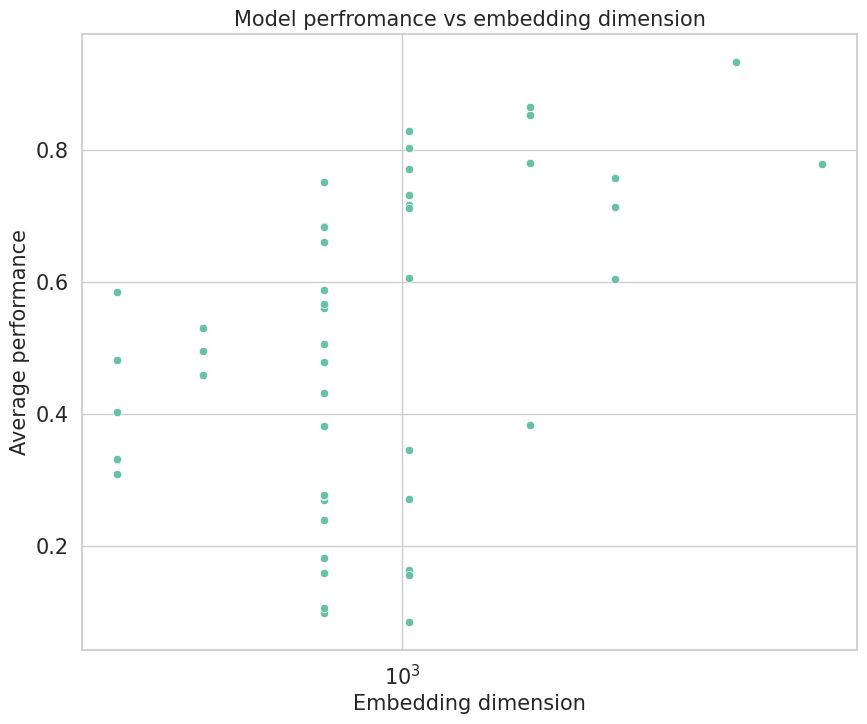 Model perfromance vs embedding dimension
Average performance
0.8
0.6
0.4
0.2
10³
Embedding dimension